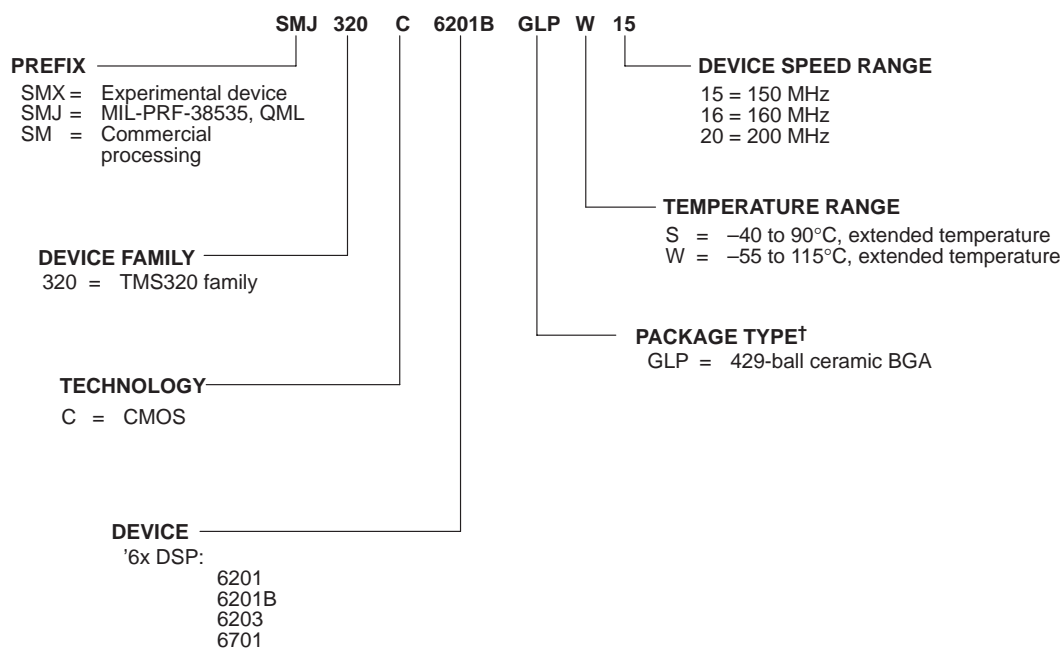 SMJ 320 C 6201B GLP W 15
PREFIX
SMX = Experimental device
SMJ = MIL-PRF-38535, QML
SM = Commercial
processing
DEVICE SPEED RANGE
15 = 150 MHz
16 = 160 MHz
20 = 200 MHz
TEMPERATURE RANGE
S = –40 to 90°C, extended temperature
W = –55 to 115°C, extended temperature
DEVICE FAMILY
320 = TMS320 family
PACKAGE TYPE†
GLP = 429-ball ceramic BGA
TECHNOLOGY
C = CMOS
DEVICE
'6x DSP:
6201
6201B
6203
6701